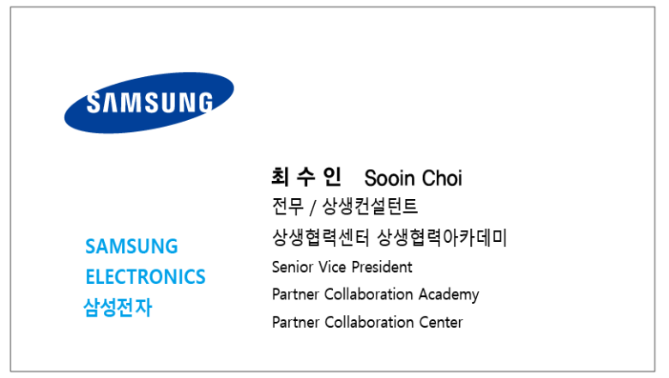 SAMSUNG
최 수 인 Sooin Choi
전무 / 상생컨설턴트
상생협력센터 상생협력아카데미
Senior Vice President
Partner Collaboration Academy
Partner Collaboration Center
SAMSUNG
ELECTRONICS
삼성전자